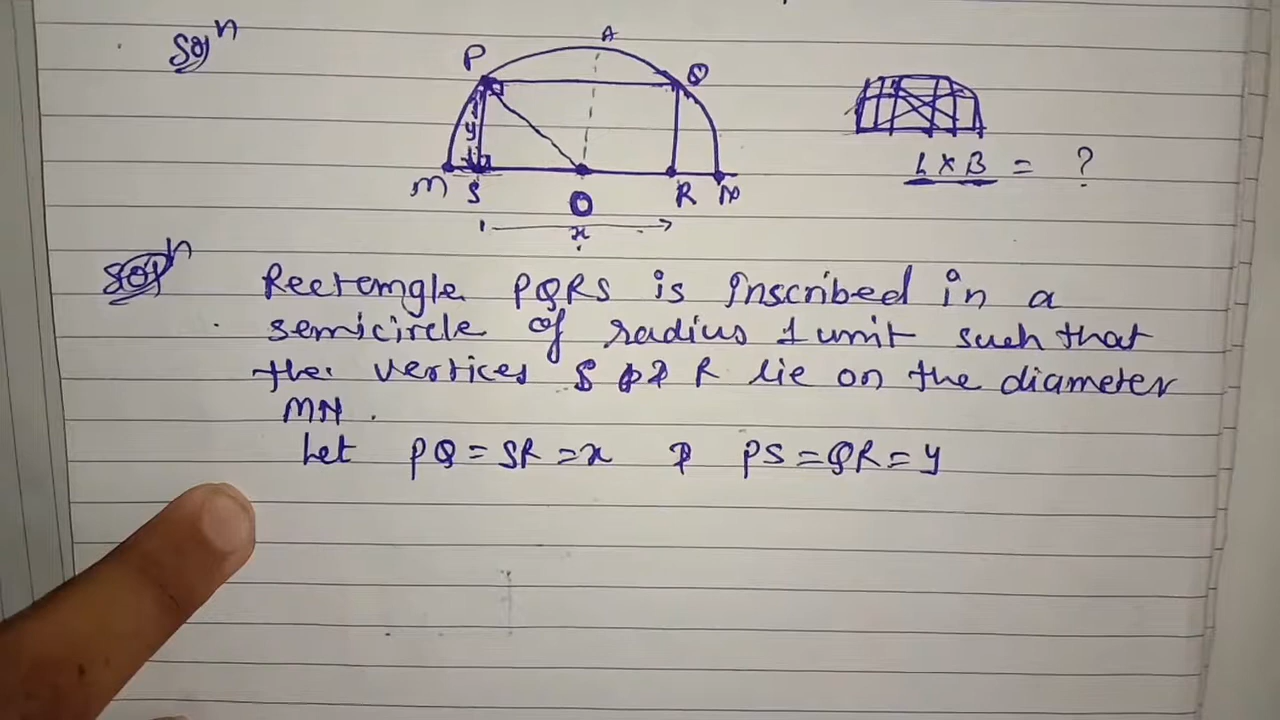 Solⁿ
A
P
Q
y
M S O R N
x
L × B = ?
Solⁿ Rectangle PQRS is inscribed in a
semicircle of radius 1 unit such that
the vertices S & R lie on the diameter
MN.
Let PQ = SR = x & PS = QR = y